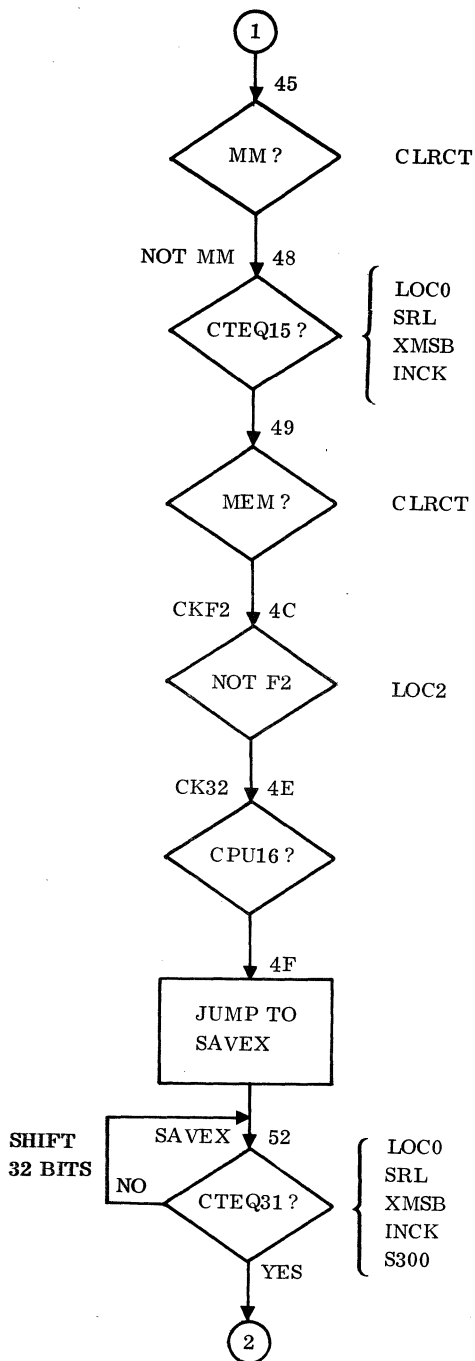 1
45
MM?
CLRCT
NOT MM 48
CTEQ15?
LOC0
SRL
XMSB
INCK
49
MEM?
CLRCT
CKF2 4C
NOT F2
LOC2
CK32 4E
CPU16?
4F
JUMP TO
SAVEX
SHIFT
32 BITS
SAVEX 52
NO
CTEQ31?
LOC0
SRL
XMSB
INCK
S300
YES
2